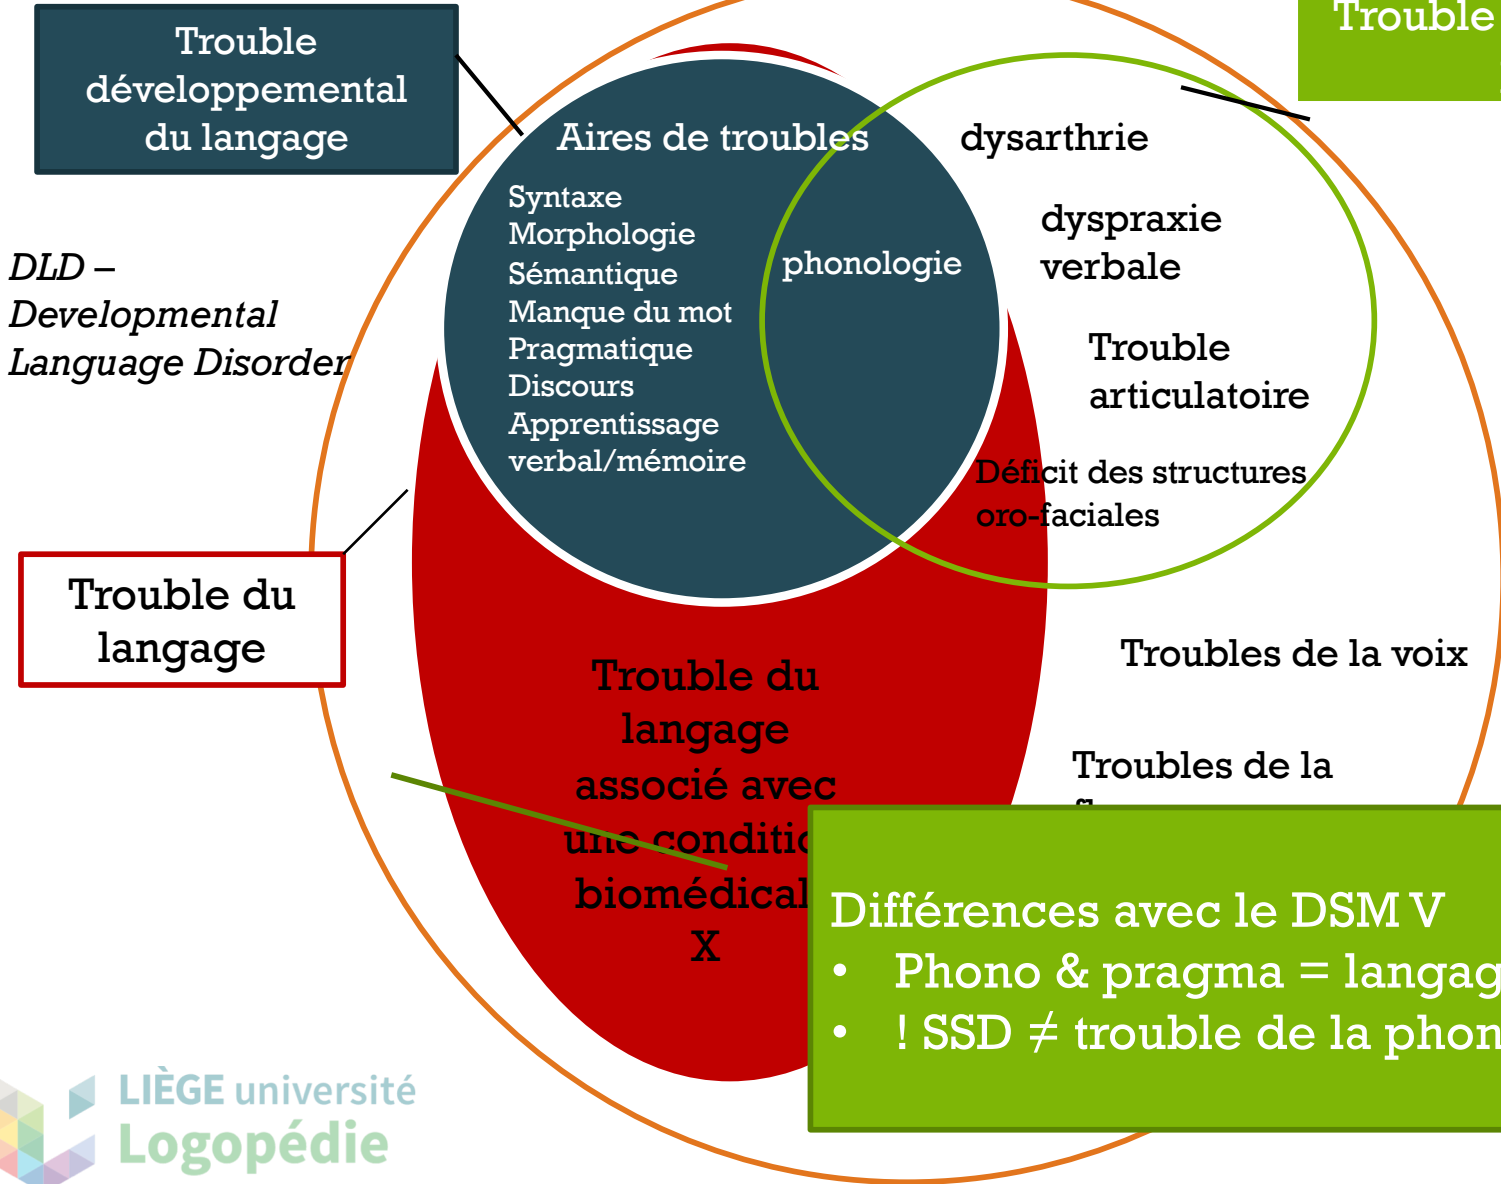 Trouble
développemental
du langage
Trouble
DLD –
Developmental
Language Disorder
Aires de troubles
Syntaxe
Morphologie
Sémantique
Manque du mot
Pragmatique
Discours
Apprentissage
verbal/mémoire
phonologie
dysarthrie
dyspraxie
verbale
Trouble
articulatoire
Déficit des structures
oro-faciales
Trouble du
langage
Troubles de la voix
Troubles de la
Trouble du
langage
associé avec
une conditio
biomédical
X
Différences avec le DSM V
• Phono & pragma = langag
• ! SSD ≠ trouble de la phon
LIÈGE université
Logopédie